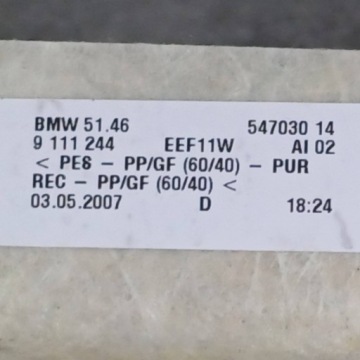 BMW 51.46 547030 14
9 111 244 EEF11W AI 02
< PES - PP/GF (60/40) - PUR
REC - PP/GF (60/40) <
03.05.2007 D 18:24